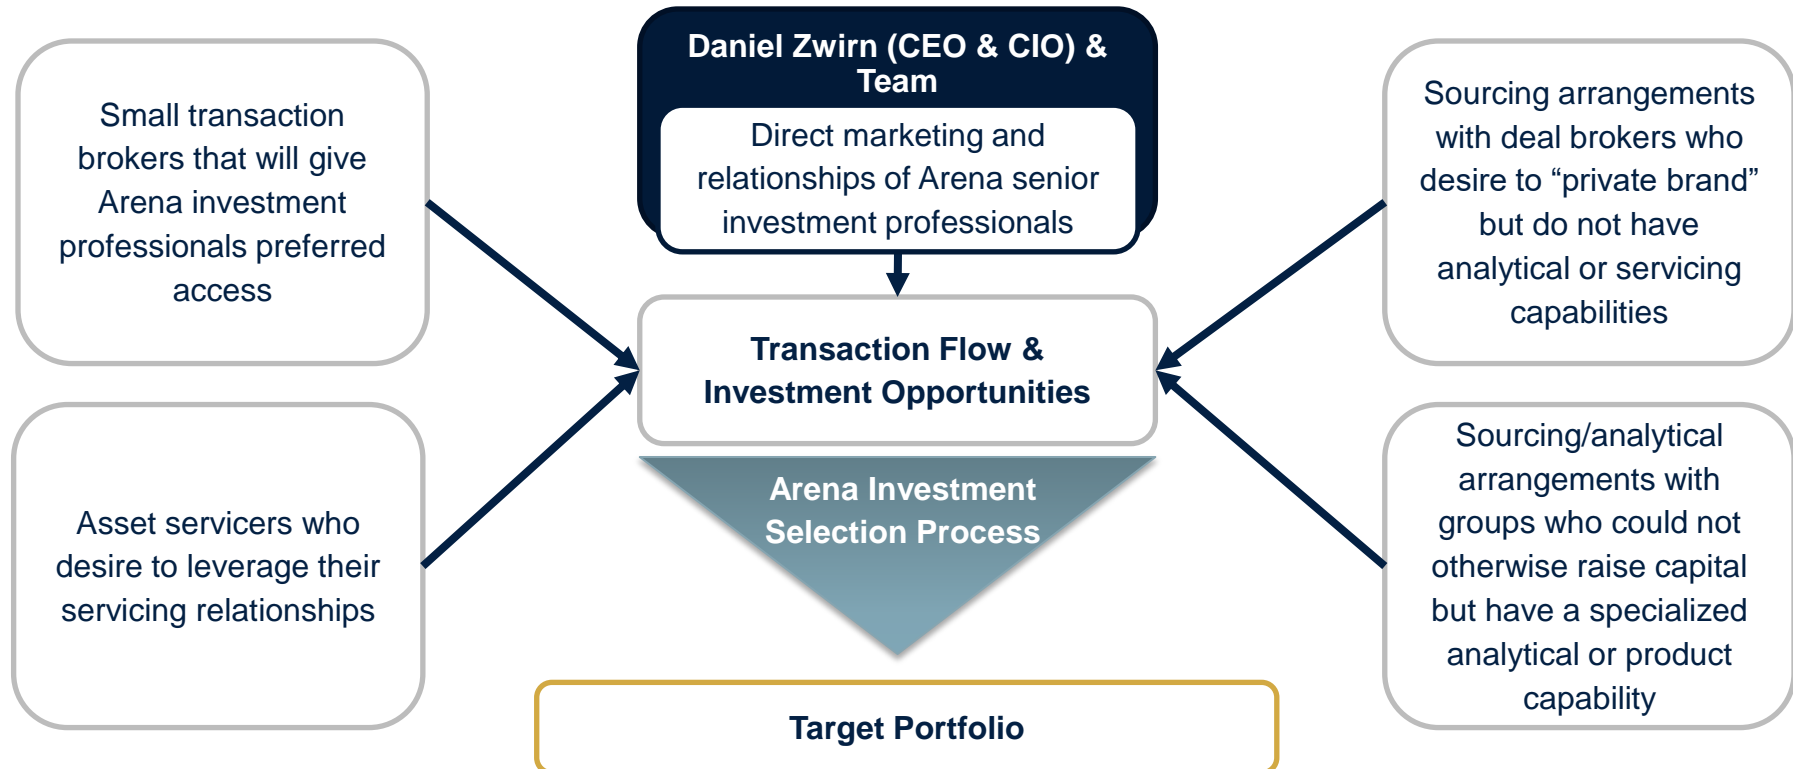 Daniel Zwirn (CEO & CIO) &
Team
Direct marketing and
relationships of Arena senior
investment professionals
Small transaction
brokers that will give
Arena investment
professionals preferred
access
Sourcing arrangements
with deal brokers who
desire to “private brand”
but do not have
analytical or servicing
capabilities
Transaction Flow &
Investment Opportunities
Asset servicers who
desire to leverage their
servicing relationships
Arena Investment
Selection Process
Sourcing/analytical
arrangements with
groups who could not
otherwise raise capital
but have a specialized
analytical or product
capability
Target Portfolio